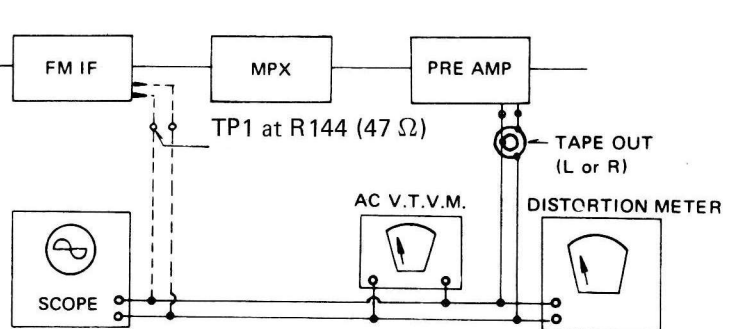 FM IF
MPX
PRE AMP
TP1 at R144 (47 Ω)
TAPE OUT
(L or R)
AC V.T.V.M.
DISTORTION METER
SCOPE